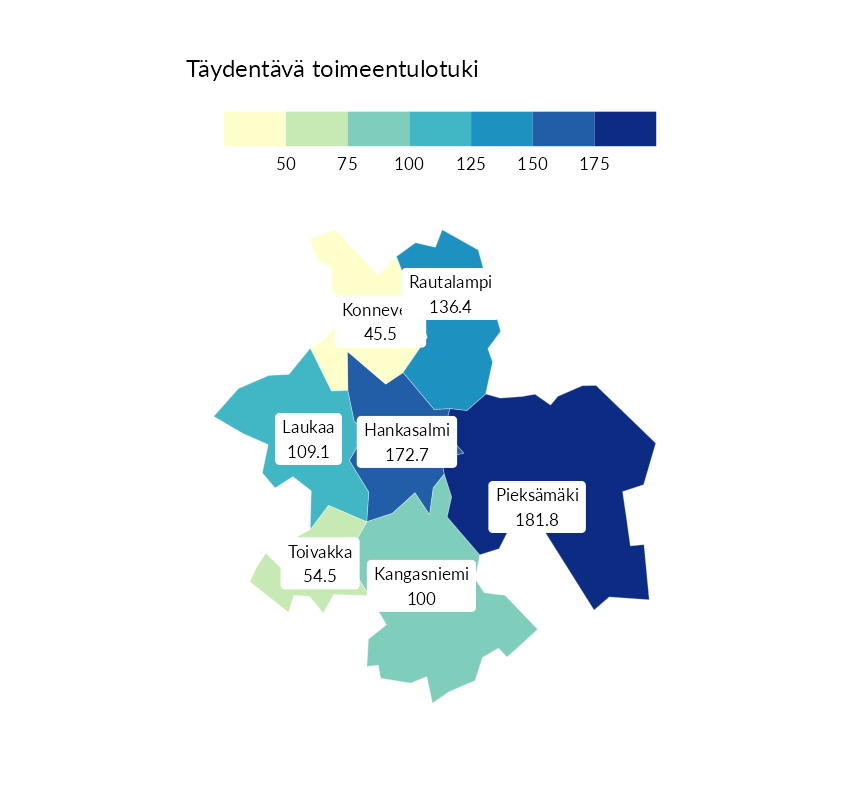 Täydentävä toimeentulotuki
50 75 100 125 150 175
Rautalampi
136.4
45.5
Laukaa
109.1
Hankasalmi
172.7
Pieksämäki
181.8
Toivakka
54.5
Kangasniemi
100